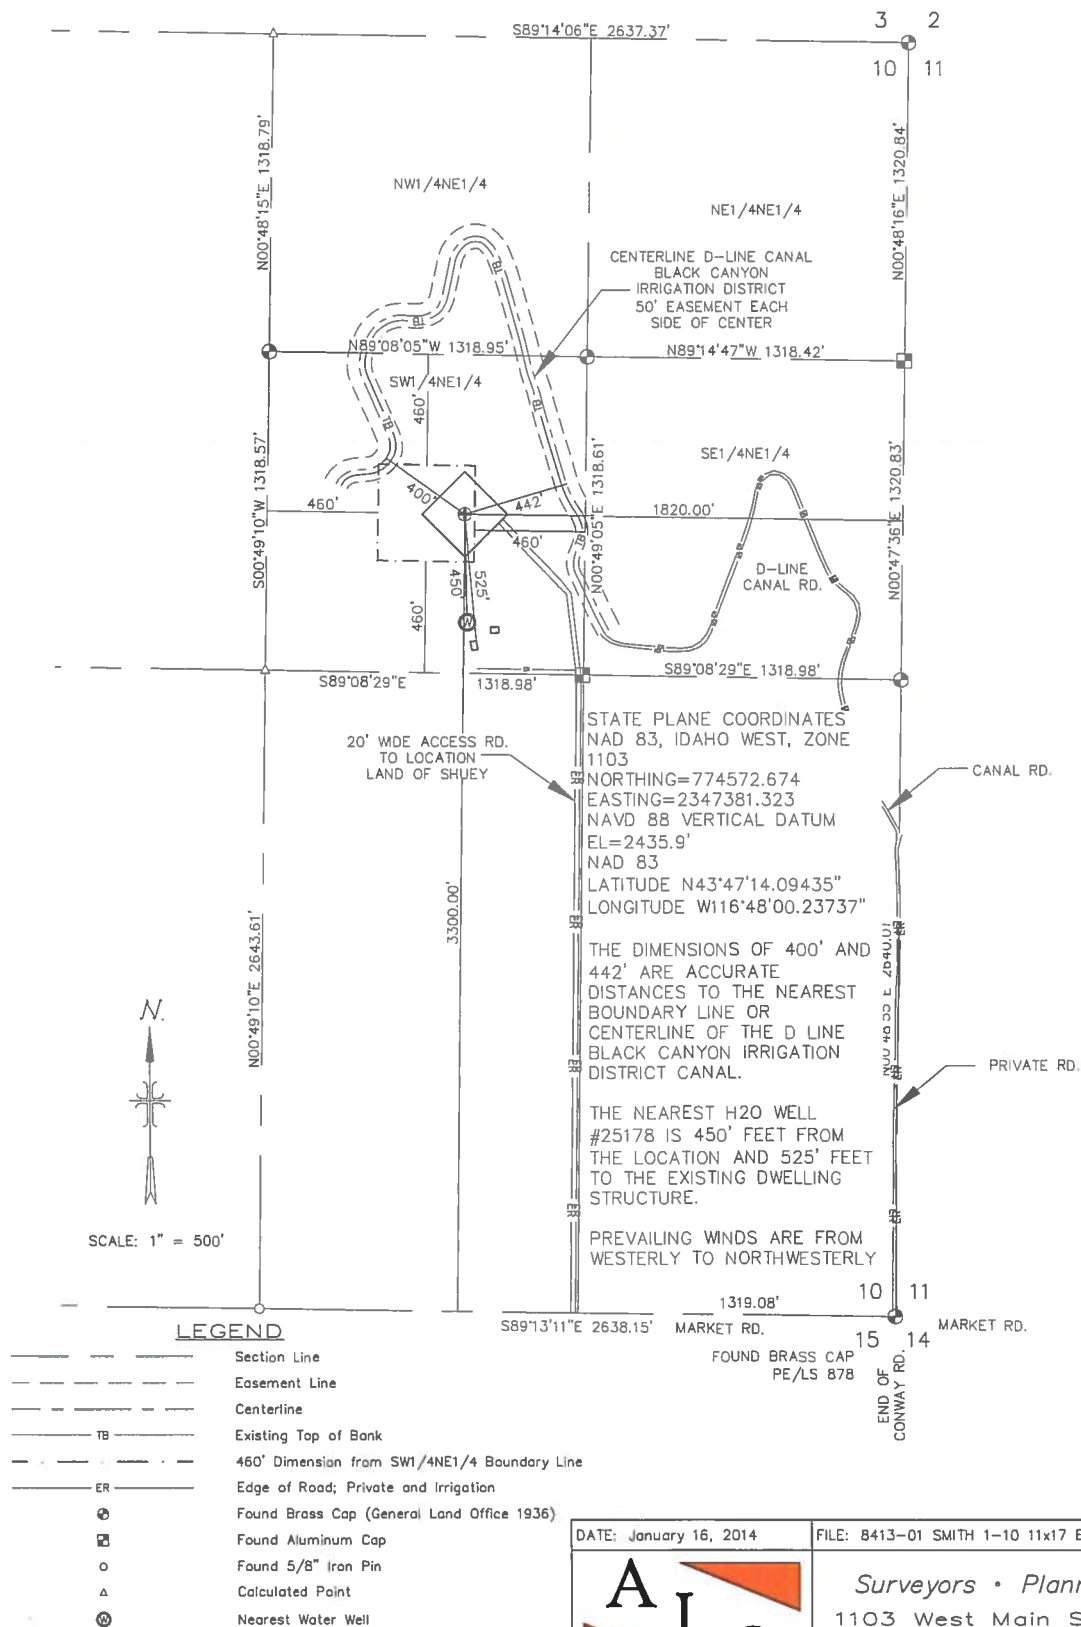 S89°14'06"E 2637.37'
3 2
10 11
N00°48'15"E 1318.79'
N00°48'16"E 1320.84'
NW1/4NE1/4
NE1/4NE1/4
CENTERLINE D-LINE CANAL
BLACK CANYON
IRRIGATION DISTRICT
50' EASEMENT EACH
SIDE OF CENTER
TB
TB
N89°08'05"W 1318.95'
N89°14'47"W 1318.42'
SW1/4NE1/4
460'
TB
TB
S00°49'10"W 1318.57'
N00°49'05"E 1318.61'
SE1/4NE1/4
N00°47'36"E 1320.83'
460'
400'
442'
1820.00'
460'
TB
D-LINE
CANAL RD.
450'
525'
460'
W
S89°08'29"E 1318.98'
S89°08'29"E 1318.98'
20' WIDE ACCESS RD.
TO LOCATION
LAND OF SHUEY
STATE PLANE COORDINATES
NAD 83, IDAHO WEST, ZONE
1103
NORTHING=774572.674
EASTING=2347381.323
NAVD 88 VERTICAL DATUM
EL=2435.9'
NAD 83
LATITUDE N43°47'14.09435"
LONGITUDE W116°48'00.23737"
CANAL RD.
ER
ER
ER
ER
ER
ER
ER
3300.00'
N00°49'10"E 2643.61'
THE DIMENSIONS OF 400' AND
442' ARE ACCURATE
DISTANCES TO THE NEAREST
BOUNDARY LINE OR
CENTERLINE OF THE D LINE
BLACK CANYON IRRIGATION
DISTRICT CANAL.
PRIVATE RD.
THE NEAREST H2O WELL
#25178 IS 450' FEET FROM
THE LOCATION AND 525' FEET
TO THE EXISTING DWELLING
STRUCTURE.
PREVAILING WINDS ARE FROM
WESTERLY TO NORTHWESTERLY
N.
SCALE: 1" = 500'
10 11
1319.08'
S89°13'11"E 2638.15'
MARKET RD.
15 14
MARKET RD.
FOUND BRASS CAP
PE/LS 878
END OF
CONWAY RD.
LEGEND
Section Line
Easement Line
Centerline
TB Existing Top of Bank
460' Dimension from SW1/4NE1/4 Boundary Line
ER Edge of Road; Private and Irrigation
Found Brass Cap (General Land Office 1936)
Found Aluminum Cap
Found 5/8" Iron Pin
Calculated Point
W Nearest Water Well
DATE: January 16, 2014
FILE: 8413-01 SMITH 1-10 11x17 E
A
L
Surveyors • Plann
1103 West Main S